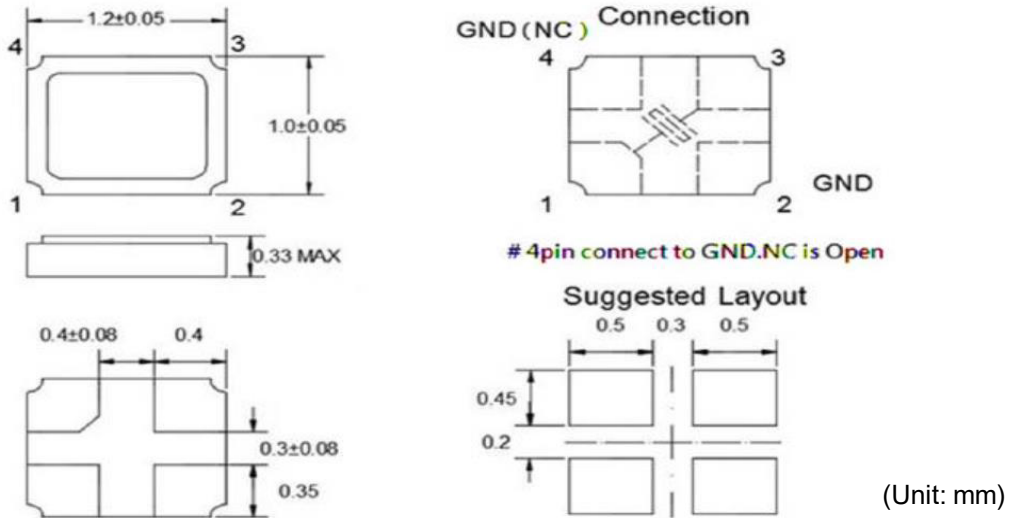 1.2±0.05
4
3
1.0±0.05
1
2
0.33 MAX
0.4±0.08
0.4
0.3±0.08
0.35
Connection
GND(NC)
4
3
1
2
GND
# 4pin connect to GND.NC is Open
Suggested Layout
0.5
0.3
0.5
0.45
0.2
(Unit: mm)